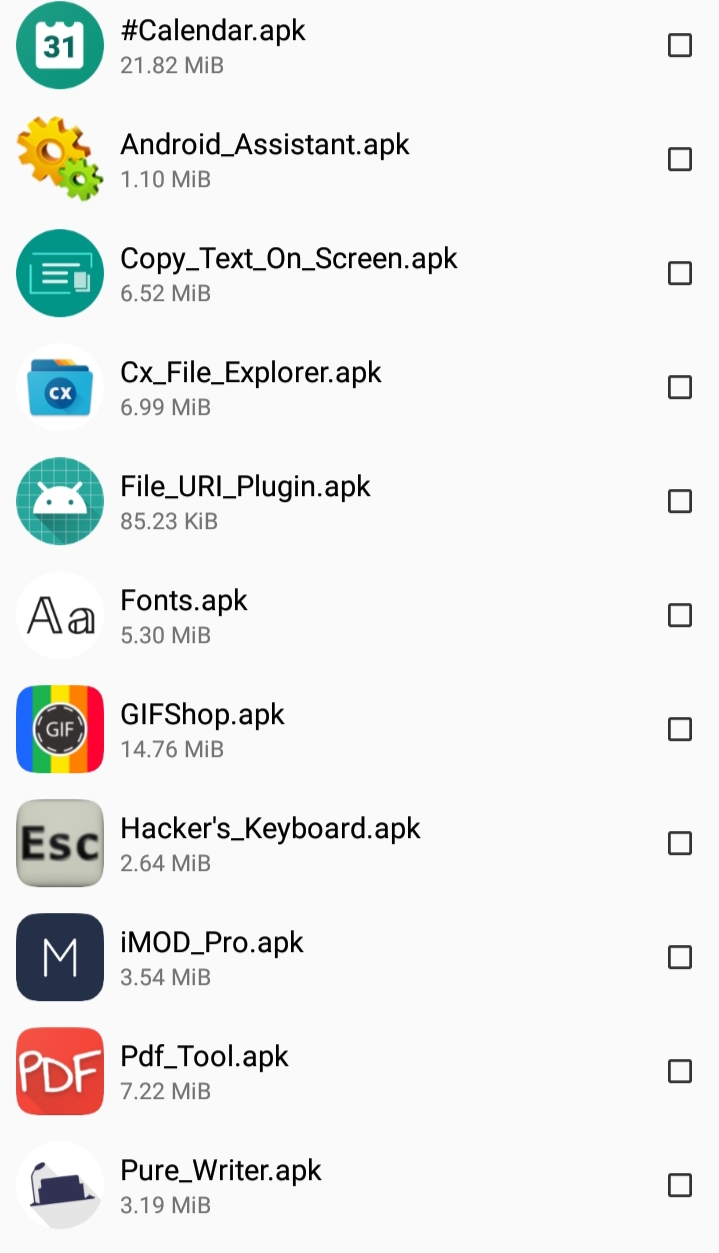 31
#Calendar.apk
21.82 MiB
Android_Assistant.apk
1.10 MiB
Copy_Text_On_Screen.apk
6.52 MiB
CX
Cx_File_Explorer.apk
6.99 MiB
File_URI_Plugin.apk
85.23 KiB
Aa
Fonts.apk
5.30 MiB
GIF
GIFShop.apk
14.76 MiB
Esc
Hacker's_Keyboard.apk
2.64 MiB
M
iMOD_Pro.apk
3.54 MiB
PDF
Pdf_Tool.apk
7.22 MiB
Pure_Writer.apk
3.19 MiB